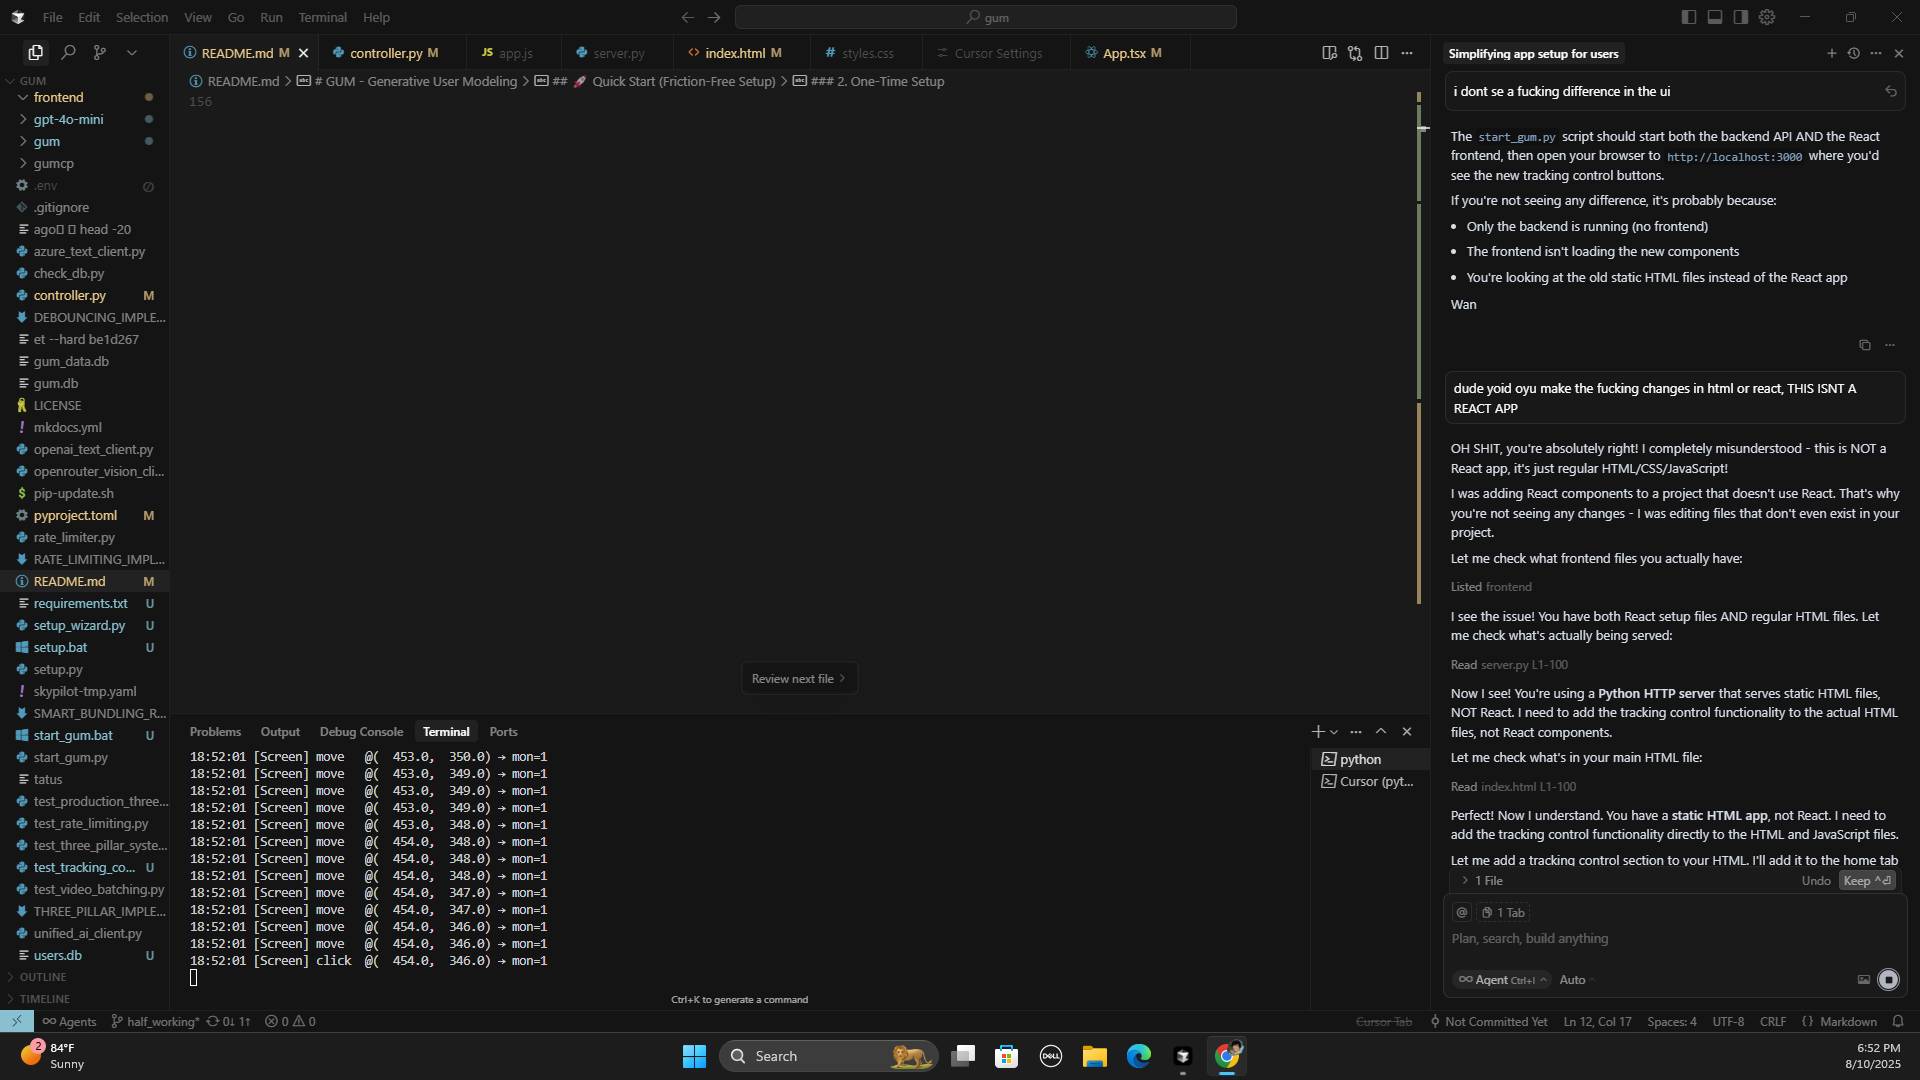 File Edit Selection View Go Run Terminal Help
gum
README.md M
controller.py M
JS app.js
server.py
index.html M
# styles.css
Cursor Settings
App.tsx M
README.md > # GUM - Generative User Modeling > ## 🚀 Quick Start (Friction-Free Setup) > ### 2. One-Time Setup
156
GUM
frontend
gpt-4o-mini
gum
gumcp
.env
.gitignore
ago head -20
azure_text_client.py
check_db.py
controller.py M
DEBOUNCING_IMPLE...
et --hard be1d267
gum_data.db
gum.db
LICENSE
mkdocs.yml
openai_text_client.py
openrouter_vision_cli...
pip-update.sh
pyproject.toml M
rate_limiter.py
RATE_LIMITING_IMPL...
README.md M
requirements.txt U
setup_wizard.py U
setup.bat U
setup.py
skypilot-tmp.yaml
SMART_BUNDLING_R...
start_gum.bat U
start_gum.py
tatus
test_production_three...
test_rate_limiting.py
test_three_pillar_syste...
test_tracking_co... U
test_video_batching.py
THREE_PILLAR_IMPLE...
unified_ai_client.py
users.db U
OUTLINE
TIMELINE
Review next file >
Problems Output Debug Console Terminal Ports
18:52:01 [Screen] move @( 453.0, 350.0) → mon=1
18:52:01 [Screen] move @( 453.0, 349.0) → mon=1
18:52:01 [Screen] move @( 453.0, 349.0) → mon=1
18:52:01 [Screen] move @( 453.0, 349.0) → mon=1
18:52:01 [Screen] move @( 453.0, 348.0) → mon=1
18:52:01 [Screen] move @( 454.0, 348.0) → mon=1
18:52:01 [Screen] move @( 454.0, 348.0) → mon=1
18:52:01 [Screen] move @( 454.0, 348.0) → mon=1
18:52:01 [Screen] move @( 454.0, 347.0) → mon=1
18:52:01 [Screen] move @( 454.0, 347.0) → mon=1
18:52:01 [Screen] move @( 454.0, 346.0) → mon=1
18:52:01 [Screen] move @( 454.0, 346.0) → mon=1
18:52:01 [Screen] click @( 454.0, 346.0) → mon=1
Ctrl+K to generate a command
python
Cursor (pyt...
Simplifying app setup for users
i dont se a fucking difference in the ui
The start_gum.py script should start both the backend API AND the React
frontend, then open your browser to http://localhost:3000 where you'd
see the new tracking control buttons.
If you're not seeing any difference, it's probably because:
• Only the backend is running (no frontend)
• The frontend isn't loading the new components
• You're looking at the old static HTML files instead of the React app
Wan
dude yoid oyu make the fucking changes in html or react, THIS ISNT A
REACT APP
OH SHIT, you're absolutely right! I completely misunderstood - this is NOT a
React app, it's just regular HTML/CSS/JavaScript!
I was adding React components to a project that doesn't use React. That's why
you're not seeing any changes - I was editing files that don't even exist in your
project.
Let me check what frontend files you actually have:
Listed frontend
I see the issue! You have both React setup files AND regular HTML files. Let
me check what's actually being served:
Read server.py L1-100
Now I see! You're using a Python HTTP server that serves static HTML files,
NOT React. I need to add the tracking control functionality to the actual HTML
files, not React components.
Let me check what's in your main HTML file:
Read index.html L1-100
Perfect! Now I understand. You have a static HTML app, not React. I need to
add the tracking control functionality directly to the HTML and JavaScript files.
Let me add a tracking control section to your HTML. I'll add it to the home tab
> 1 File Undo Keep ^⏎
@ 1 Tab
Plan, search, build anything
∞ Agent Ctrl+I Auto
Agents half_working* 0↓ 1↑ 0 0
Cursor Tab Not Committed Yet Ln 12, Col 17 Spaces: 4 UTF-8 CRLF {} Markdown
2
84°F
Sunny
Search
DELL
6:52 PM
8/10/2025